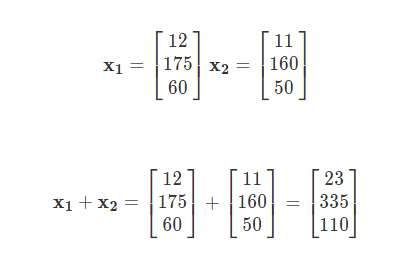 x₁ = [12 175 60] x₂ = [11 160 50]
x₁ + x₂ = [12 175 60] + [11 160 50] = [23 335 110]